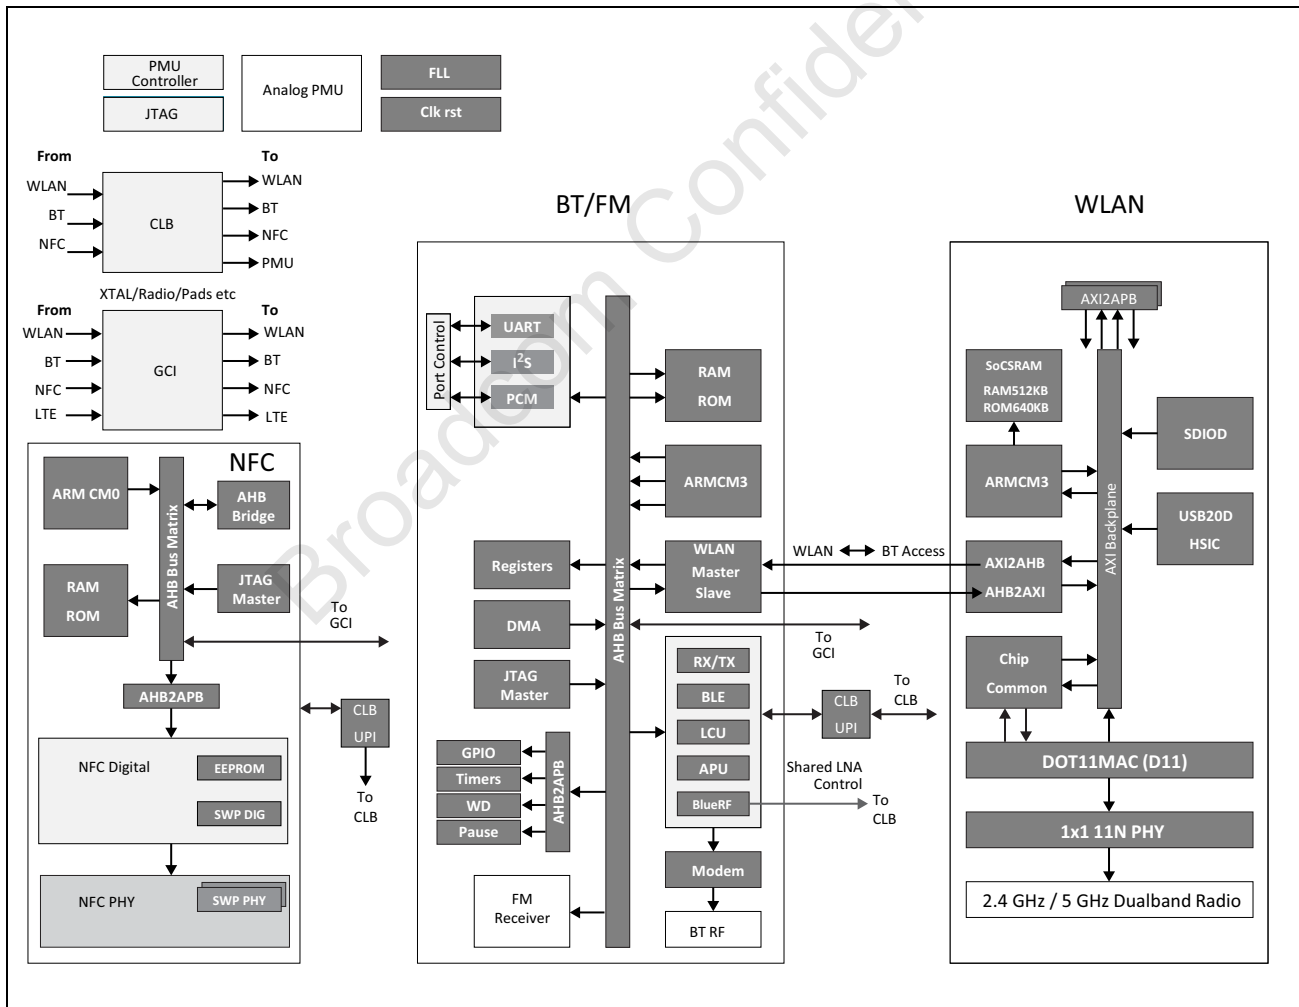 PMU
Controller
JTAG
Analog PMU
FLL
Clk rst
From
To
WLAN
BT
NFC
CLB
WLAN
BT
NFC
PMU
XTAL/Radio/Pads etc
From
To
WLAN
BT
NFC
LTE
GCI
WLAN
BT
NFC
LTE
NFC
ARM CM0
AHB Bus Matrix
AHB
Bridge
RAM
ROM
JTAG
Master
To
GCI
AHB2APB
CLB
UPI
To
CLB
NFC Digital
EEPROM
SWP DIG
NFC PHY
SWP PHY
BT/FM
Port Control
UART
I²S
PCM
AHB Bus Matrix
RAM
ROM
ARMCM3
Registers
WLAN
Master
Slave
WLAN
BT Access
DMA
To
GCI
JTAG
Master
RX/TX
BLE
LCU
APU
BlueRF
CLB
UPI
To
CLB
Shared LNA
Control
To
CLB
GPIO
Timers
WD
Pause
AHB2APB
Modem
FM
Receiver
BT RF
WLAN
AXI2APB
SoCSRAM
RAM512KB
ROM640KB
AXI Backplane
SDIOD
ARMCM3
USB20D
HSIC
AXI2AHB
AHB2AXI
Chip
Common
DOT11MAC (D11)
1x1 11N PHY
2.4 GHz / 5 GHz Dualband Radio
Broadcom